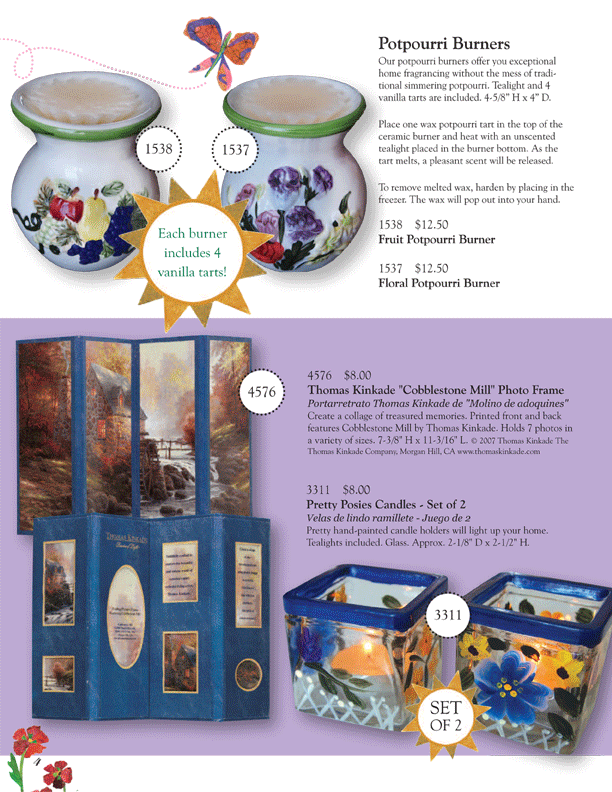 Potpourri Burners
Our potpourri burners offer you exceptional
home fragrancing without the mess of tradi-
tional simmering potpourri. Tealight and 4
vanilla tarts are included. 4-5/8" H x 4" D.
Place one wax potpourri tart in the top of the
ceramic burner and heat with an unscented
tealight placed in the burner bottom. As the
tart melts, a pleasant scent will be released.
To remove melted wax, harden by placing in the
freezer. The wax will pop out into your hand.
1538 $12.50
Fruit Potpourri Burner
1537 $12.50
Floral Potpourri Burner
1538
1537
Each burner
includes 4
vanilla tarts!
4576
4576 $8.00
Thomas Kinkade "Cobblestone Mill" Photo Frame
Portarretrato Thomas Kinkade de "Molino de adoquines"
Create a collage of treasured memories. Printed front and back
features Cobblestone Mill by Thomas Kinkade. Holds 7 photos in
a variety of sizes. 7-3/8" H x 11-3/16" L. © 2007 Thomas Kinkade The
Thomas Kinkade Company, Morgan Hill, CA www.thomaskinkade.com
3311 $8.00
Pretty Posies Candles - Set of 2
Velas de lindo ramillete - Juego de 2
Pretty hand-painted candle holders will light up your home.
Tealights included. Glass. Approx. 2-1/8" D x 2-1/2" H.
THOMAS KINKADE
3311
SET
OF 2